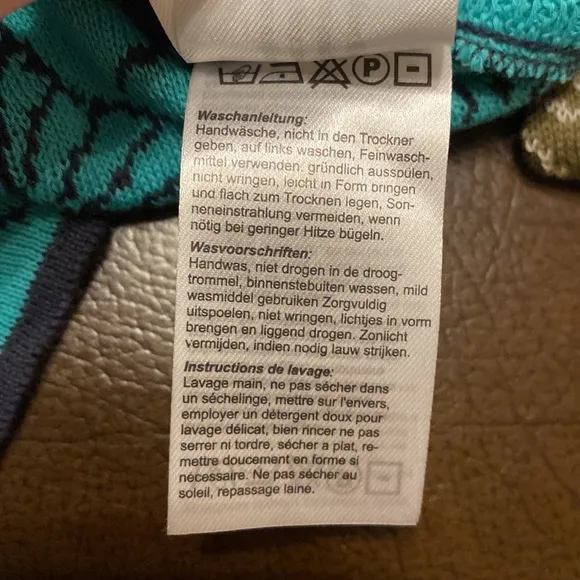 P
Waschanleitung:
Handwäsche, nicht in den Trockner
geben, auf links waschen, Feinwasch-
mittel verwenden. gründlich ausspülen,
nicht wringen, leicht in Form bringen
und flach zum Trocknen legen, Son-
neneinstrahlung vermeiden, wenn
nötig bei geringer Hitze bügeln.
Wasvoorschriften:
Handwas, niet drogen in de droog-
trommel, binnenstebuiten wassen, mild
wasmiddel gebruiken Zorgvuldig
uitspoelen, niet wringen, lichtjes in vorm
brengen en liggend drogen. Zonlicht
vermijden, indien nodig lauw strijken.
Instructions de lavage:
Lavage main, ne pas sécher dans
un séchelinge, mettre sur l'envers,
employer un détergent doux pour
lavage délicat, bien rincer ne pas
serrer ni tordre, sécher a plat, re-
mettre doucement en forme si
nécessaire. Ne pas sécher au
soleil, repassage laine.